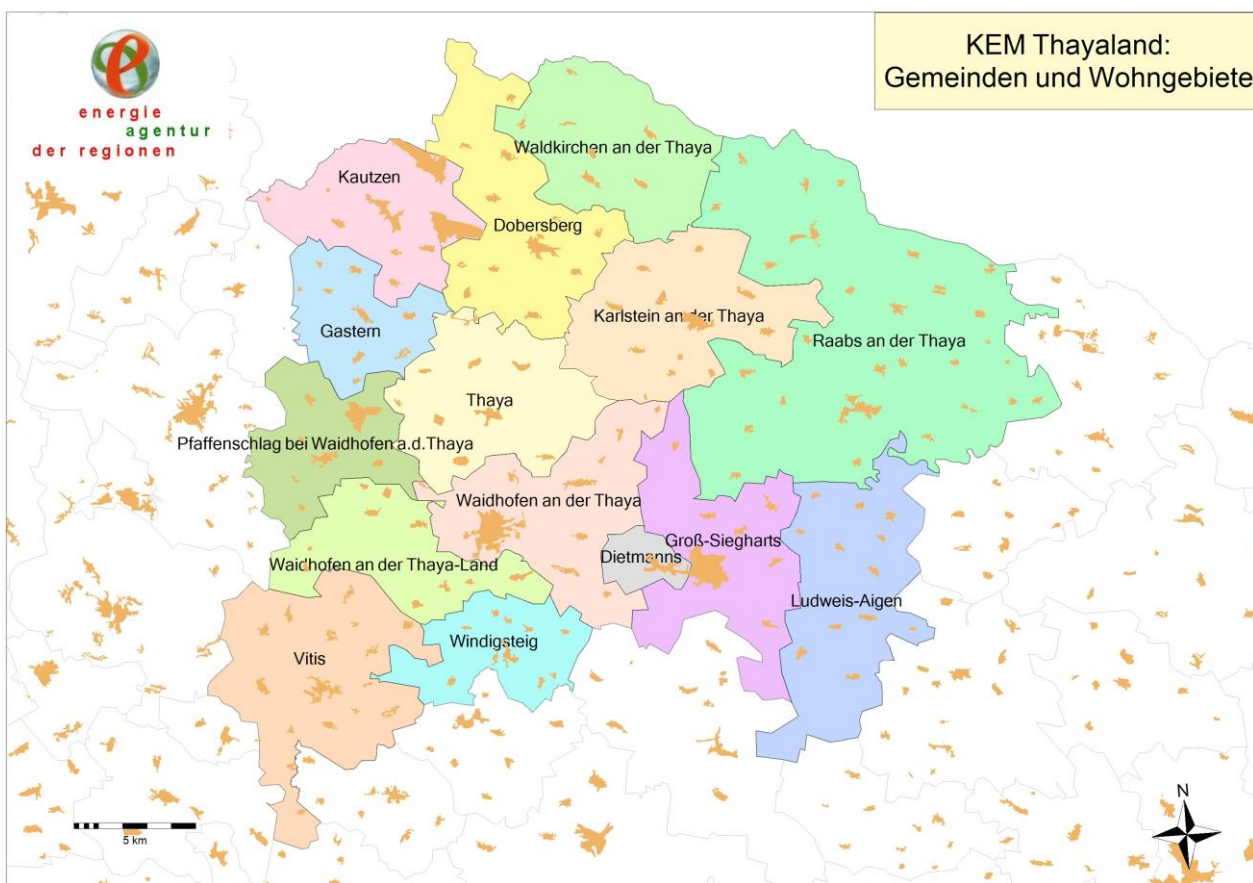 KEM Thayaland:
Gemeinden und Wohngebiete
energie
agentur
der regionen
Waldkirchen an der Thaya
Kautzen
Dobersberg
Karlstein an der Thaya
Gastern
Raabs an der Thaya
Thaya
Pfaffenschlag bei Waidhofen a.d.Thaya
Waidhofen an der Thaya
Groß-Siegharts
Dietmanns
Waidhofen an der Thaya-Land
Ludweis-Aigen
Windigsteig
Vitis
N
5 km